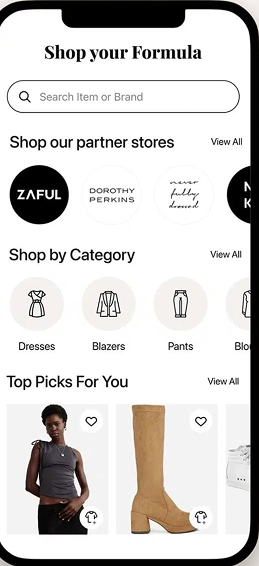 Shop your Formula
Search Item or Brand
Shop our partner stores View All
ZAFUL
DOROTHY
PERKINS
never
fully
dressed
N
K
Shop by Category View All
Dresses Blazers Pants Blou
Top Picks For You View All